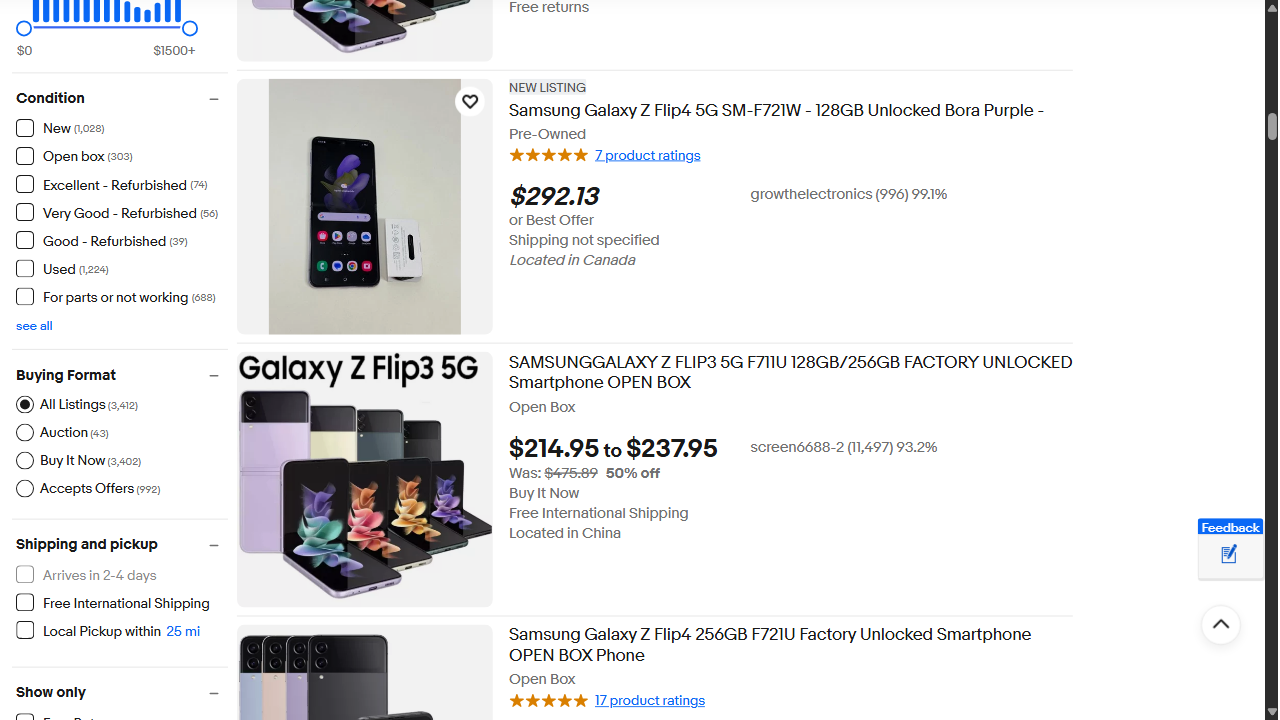 Free returns
$0
$1500+
Condition
New (1,028)
Open box (303)
Excellent - Refurbished (74)
Very Good - Refurbished (56)
Good - Refurbished (39)
Used (1,224)
For parts or not working (688)
see all
Buying Format
All Listings (3,412)
Auction (43)
Buy It Now (3,402)
Accepts Offers (992)
Shipping and pickup
Arrives in 2-4 days
Free International Shipping
Local Pickup within 25 mi
Show only
NEW LISTING
Samsung Galaxy Z Flip4 5G SM-F721W - 128GB Unlocked Bora Purple -
Pre-Owned
7 product ratings
$292.13
growthelectronics (996) 99.1%
or Best Offer
Shipping not specified
Located in Canada
Galaxy Z Flip3 5G
SAMSUNGGALAXY Z FLIP3 5G F711U 128GB/256GB FACTORY UNLOCKED
Smartphone OPEN BOX
Open Box
$214.95 to $237.95
screen6688-2 (11,497) 93.2%
Was: $475.89 50% off
Buy It Now
Free International Shipping
Located in China
Samsung Galaxy Z Flip4 256GB F721U Factory Unlocked Smartphone
OPEN BOX Phone
Open Box
17 product ratings
Feedback